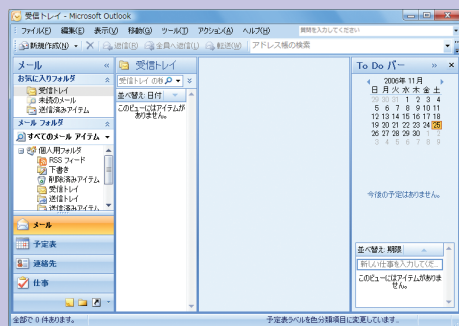 受信トレイ - Microsoft Outlook
ファイル(F) 編集(E) 表示(V) 移動(G) ツール(T) アクション(A) ヘルプ(H) 質問を入力してください
新規作成(N) 返信(R) 全員へ返信(L) 転送(W) アドレス帳の検索
メール «
お気に入りフォルダ
受信トレイ
未読のメール
送信済みアイテム
メール フォルダ
すべてのメール アイテム
個人用フォルダ
RSS フィード
下書き
削除済みアイテム
受信トレイ
送信トレイ
送信済みアイテム
メール
予定表
連絡先
仕事
受信トレイ
受信トレイ の検
並べ替え: 日付
このビューにはアイテムが
ありません。
To Do バー » ×
2006年 11月
日 月 火 水 木 金 土
29 30 31 1 2 3 4
5 6 7 8 9 10 11
12 13 14 15 16 17 18
19 20 21 22 23 24 25
26 27 28 29 30 1 2
3 4 5 6 7 8 9
今後の予定はありません。
並べ替え: 期限
新しい仕事を入力してくだ
このビューにはアイテムがありま
せん。
全部で 0 件あります。 予定表ラベルを色分類項目に変更しています。